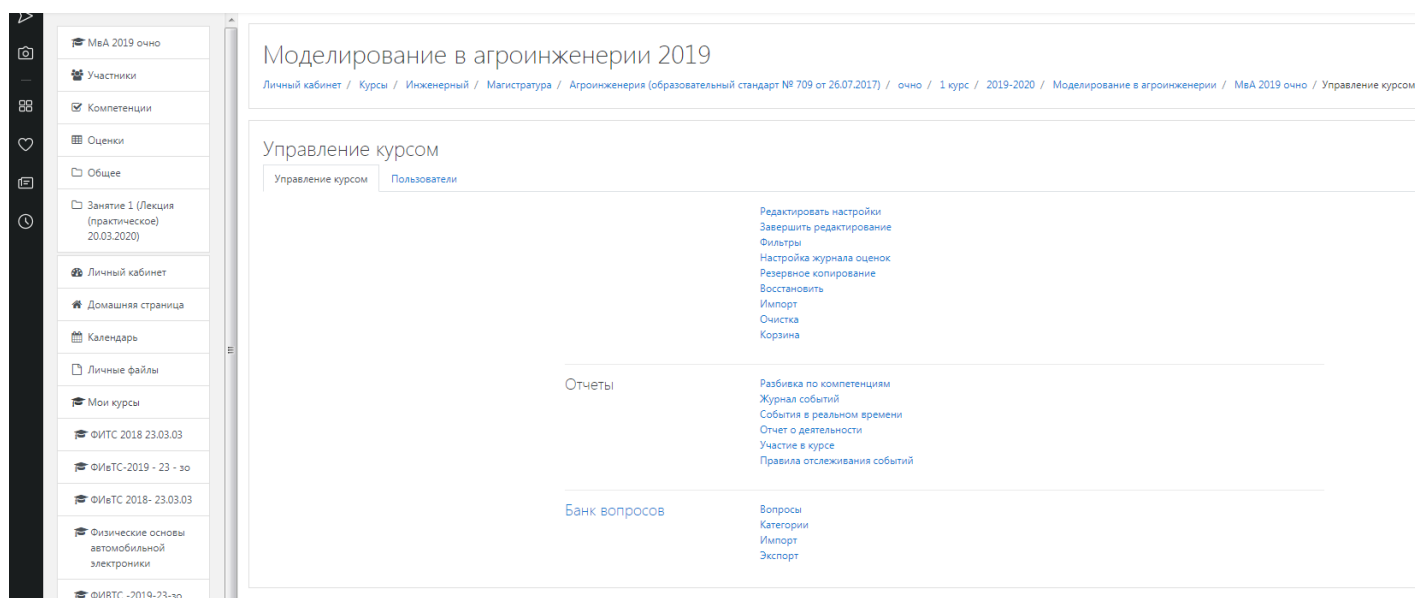 МвА 2019 очно
Участники
Компетенции
Оценки
Общее
Занятие 1 (Лекция
(практическое)
20.03.2020)
Личный кабинет
Домашняя страница
Календарь
Личные файлы
Мои курсы
ФИТС 2018 23.03.03
ФИвТС-2019 - 23 - зо
ФИвТС 2018- 23.03.03
Физические основы
автомобильной
электроники
ФИВТС -2019-23-зо
Моделирование в агроинженерии 2019
Личный кабинет / Курсы / Инженерный / Магистратура / Агроинженерия (образовательный стандарт № 709 от 26.07.2017) / очно / 1 курс / 2019-2020 / Моделирование в агроинженерии / МвА 2019 очно / Управление курсом
Управление курсом
Управление курсом Пользователи
Редактировать настройки
Завершить редактирование
Фильтры
Настройка журнала оценок
Резервное копирование
Восстановить
Импорт
Очистка
Корзина
Отчеты
Разбивка по компетенциям
Журнал событий
События в реальном времени
Отчет о деятельности
Участие в курсе
Правила отслеживания событий
Банк вопросов
Вопросы
Категории
Импорт
Экспорт